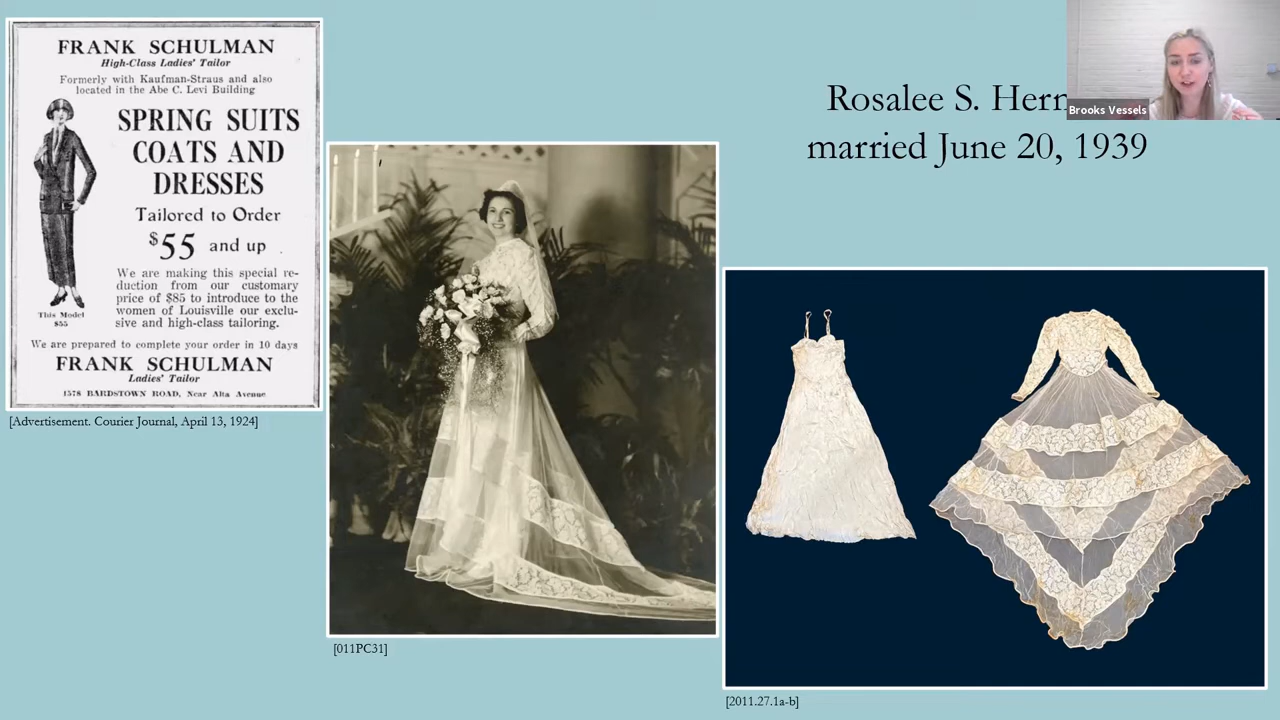 FRANK SCHULMAN
High-Class Ladies' Tailor
Formerly with Kaufman-Straus and also
located in the Abe C. Levi Building
SPRING SUITS
COATS AND
DRESSES
Tailored to Order
$55 and up
We are making this special re-
duction from our customary
price of $85 to introduce to the
women of Louisville our exclu-
sive and high-class tailoring.
This Model
$55
We are prepared to complete your order in 10 days
FRANK SCHULMAN
Ladies' Tailor
1578 BARDSTOWN ROAD, Near Alta Avenue
[Advertisement. Courier Journal, April 13, 1924]
[011PC31]
Rosalee S.
married June 20, 1939
Brooks Vessels
[2011.27.1a-b]